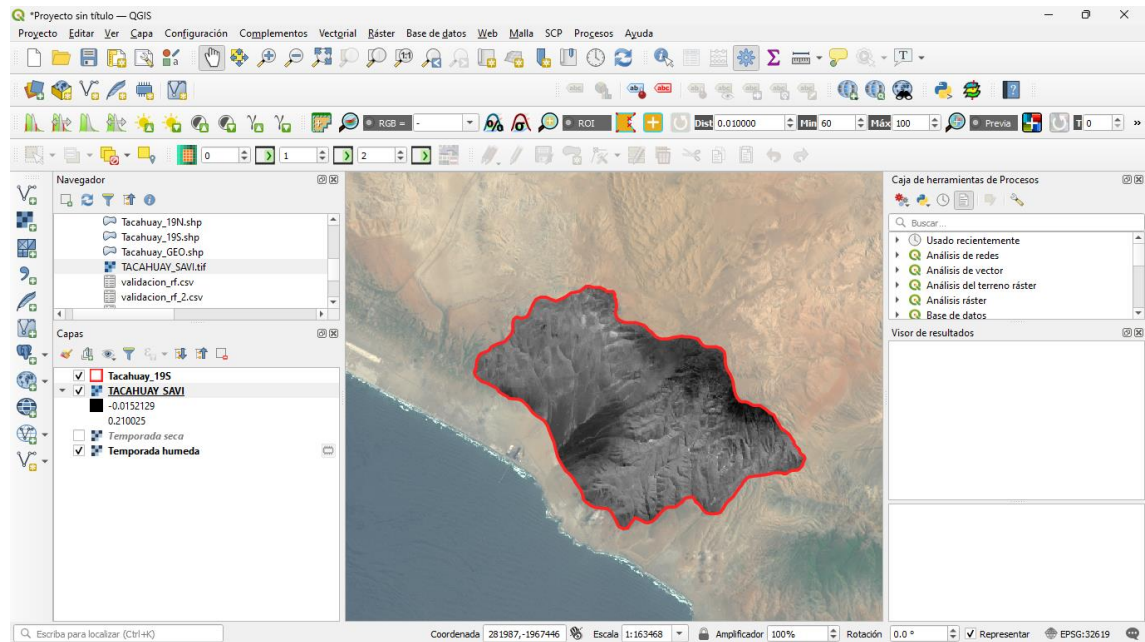 *Proyecto sin título — QGIS
Proyecto Editar Ver Capa Configuración Complementos Vectorial Ráster Base de datos Web Malla SCP Procesos Ayuda
RGB = - ROI Dist 0.010000 Min 60 Máx 100 Previa T 0 »
0 1 2
Navegador
Tacahuay_19N.shp
Tacahuay_19S.shp
Tacahuay_GEO.shp
TACAHUAY_SAVI.tif
validacion_rf.csv
validacion_rf_2.csv
Capas
Tacahuay_19S
TACAHUAY_SAVI
-0.0152129
0.210025
Temporada seca
Temporada humeda
Caja de herramientas de Procesos
Buscar...
Usado recientemente
Análisis de redes
Análisis de vector
Análisis del terreno ráster
Análisis ráster
Base de datos
Visor de resultados
Escriba para localizar (Ctrl+K) Coordenada 281987,-1967446 Escala 1:163468 Amplificador 100% Rotación 0.0 ° Representar EPSG:32619